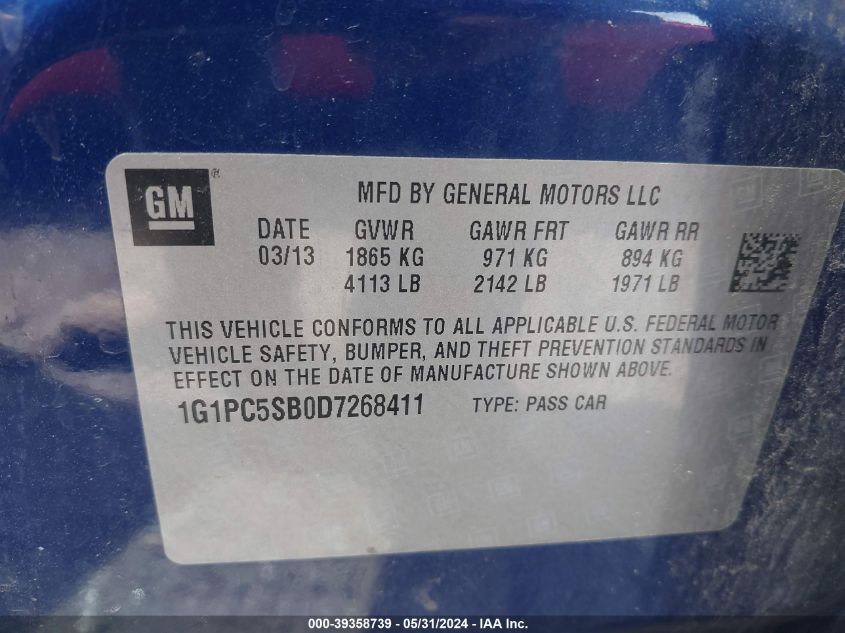 GM®
MFD BY GENERAL MOTORS LLC
DATE GVWR GAWR FRT GAWR RR
03/13 1865 KG 971 KG 894 KG
4113 LB 2142 LB 1971 LB
THIS VEHICLE CONFORMS TO ALL APPLICABLE U.S. FEDERAL MOTOR
VEHICLE SAFETY, BUMPER, AND THEFT PREVENTION STANDARDS IN
EFFECT ON THE DATE OF MANUFACTURE SHOWN ABOVE.
1G1PC5SB0D7268411 TYPE: PASS CAR
000-39358739 - 05/31/2024 - IAA Inc.